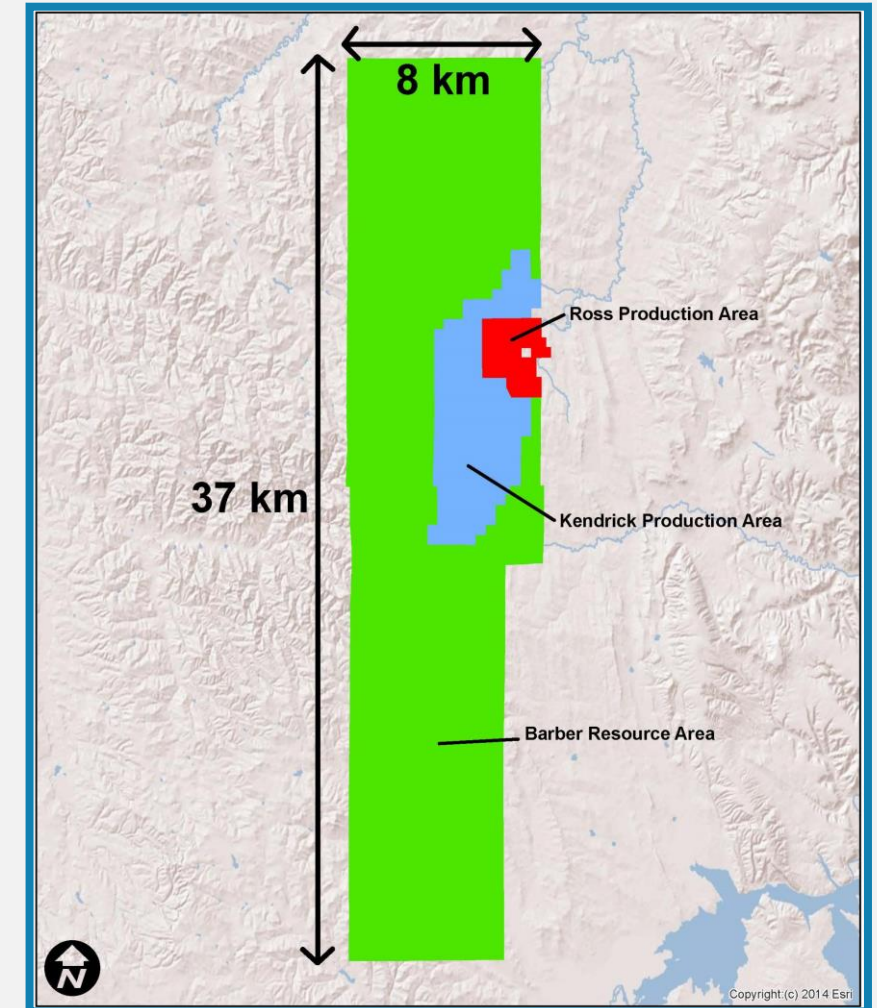 8 km
Ross Production Area
37 km
Kendrick Production Area
Barber Resource Area
N
Copyright:(c) 2014 Esri